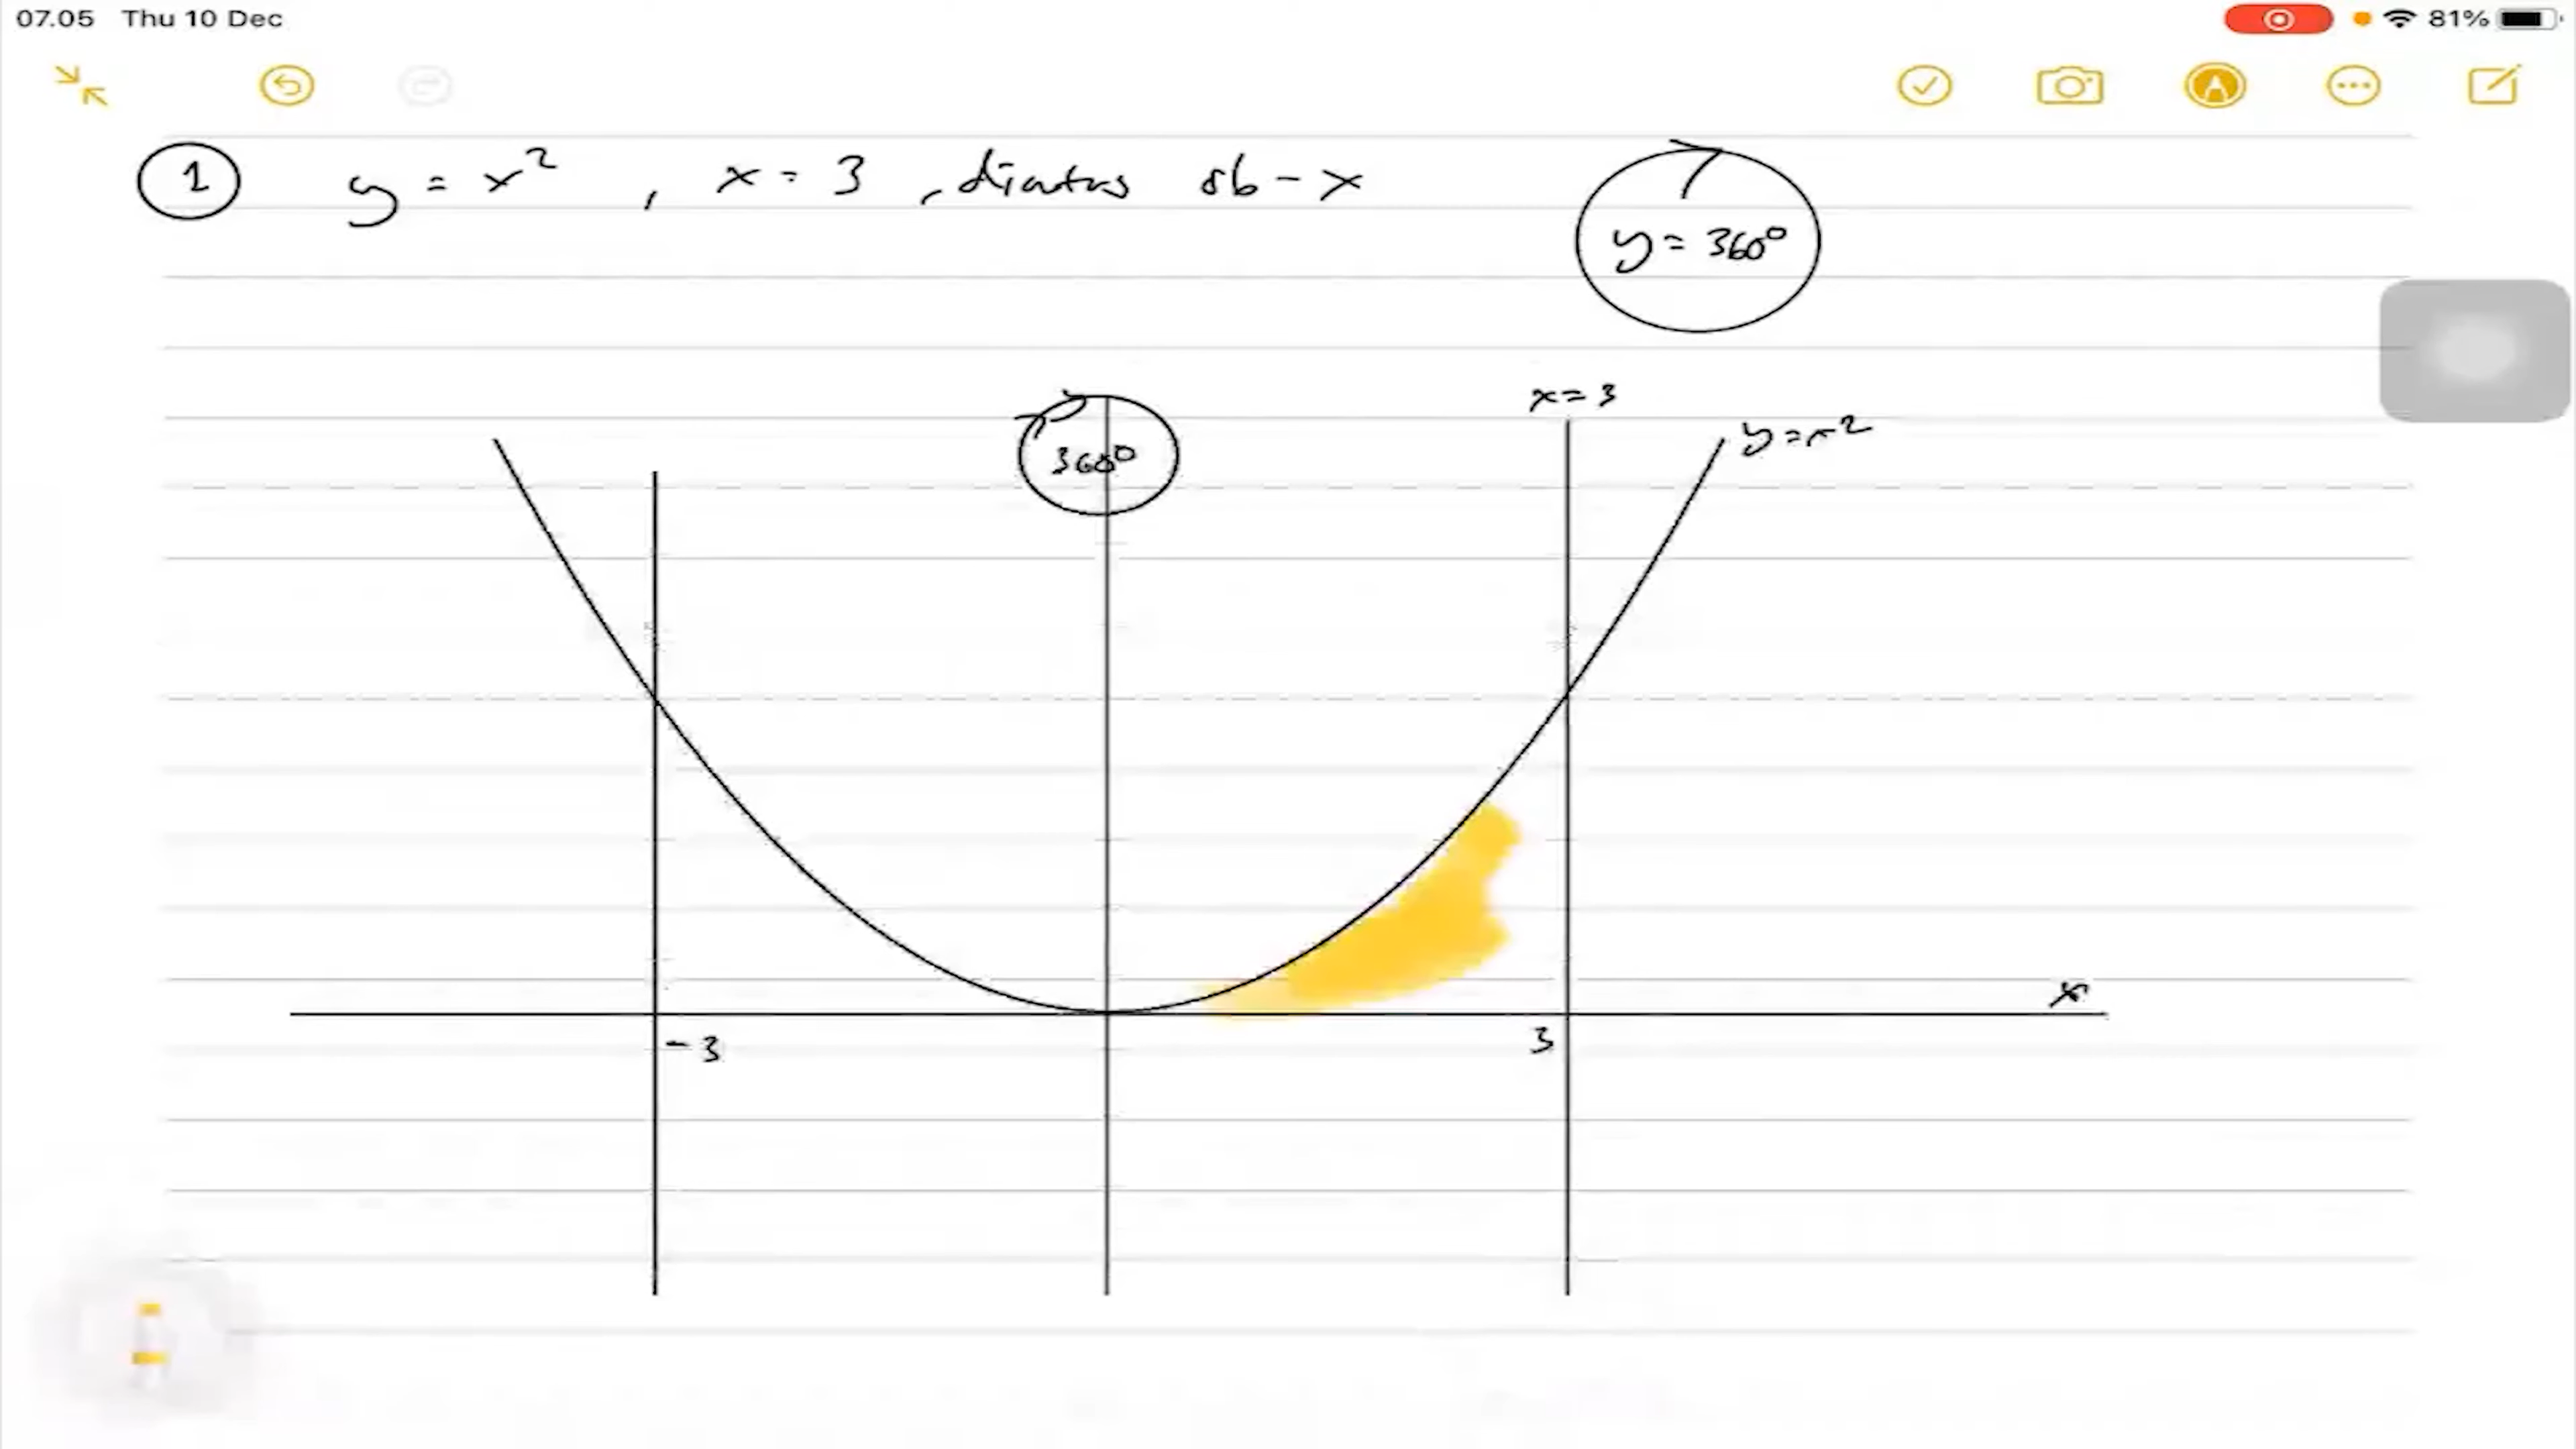 07.05 Thu 10 Dec
81%
1 y = x² , x = 3 , diatas sb-x
y = 360°
x = 3
y = x²
360°
x
-3
3